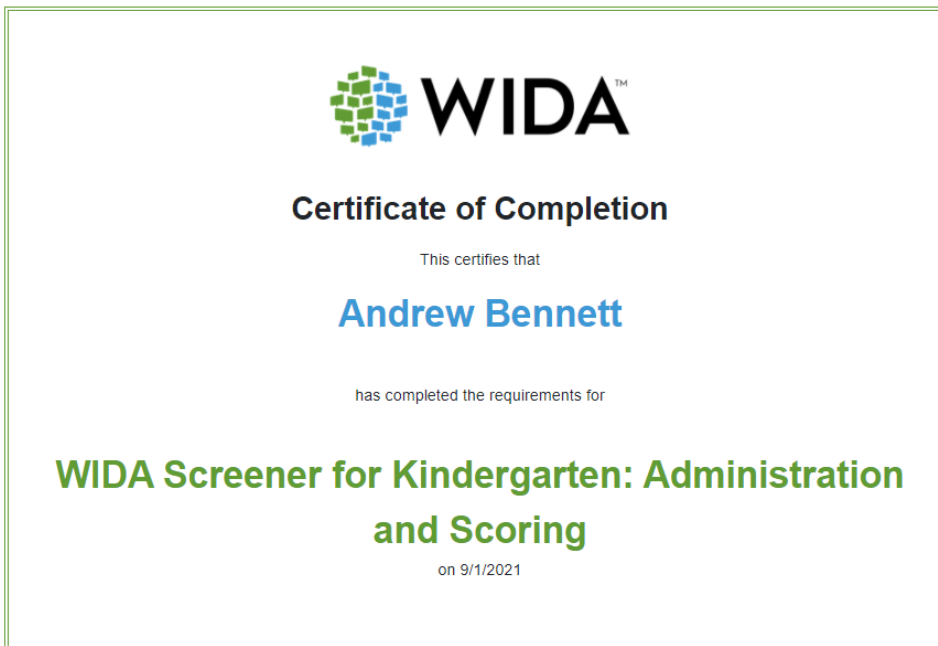 WIDA™
Certificate of Completion
This certifies that
Andrew Bennett
has completed the requirements for
WIDA Screener for Kindergarten: Administration
and Scoring
on 9/1/2021